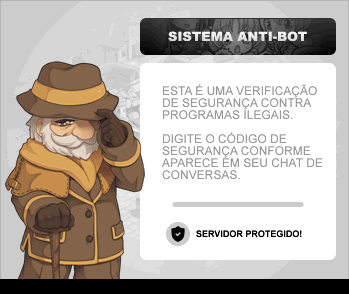 SISTEMA ANTI-BOT
ESTA É UMA VERIFICAÇÃO
DE SEGURANÇA CONTRA
PROGRAMAS ÍLEGAIS.
DIGITE O CÓDIGO DE
SEGURANÇA CONFORME
APARECE EM SEU CHAT DE
CONVERSAS.
SERVIDOR PROTEGIDO!